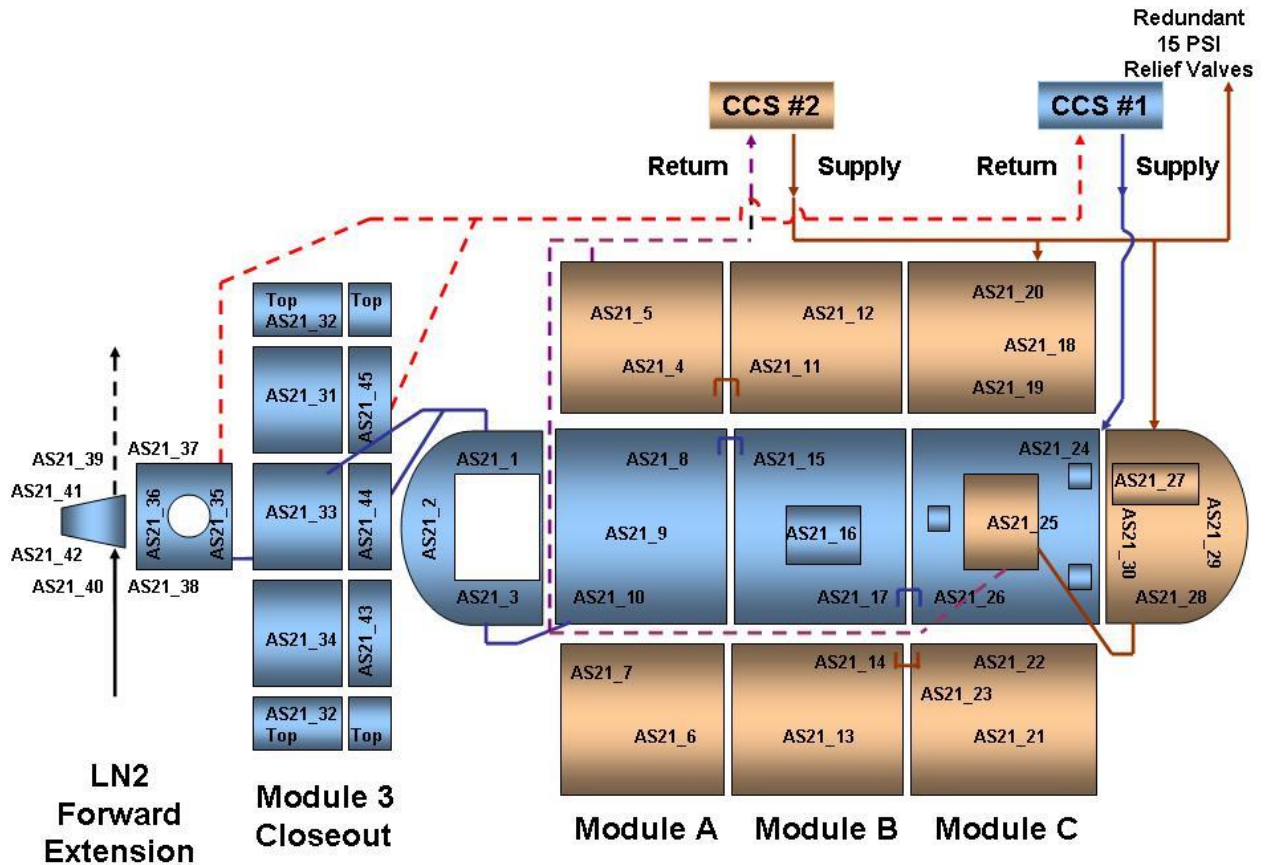 Redundant
15 PSI
Relief Valves
CCS #2
CCS #1
Return
Supply
Return
Supply
AS21_5
AS21_4
AS21_12
AS21_11
AS21_20
AS21_18
AS21_19
Top
AS21_32
Top
AS21_31
AS21_45
AS21_39
AS21_41
AS21_42
AS21_40
AS21_37
AS21_36
AS21_35
AS21_38
AS21_33
AS21_44
AS21_1
AS21_2
AS21_3
AS21_8
AS21_9
AS21_10
AS21_15
AS21_16
AS21_17
AS21_24
AS21_25
AS21_26
AS21_27
AS21_30
AS21_29
AS21_28
AS21_34
AS21_43
AS21_32
Top
Top
AS21_7
AS21_6
AS21_14
AS21_13
AS21_22
AS21_23
AS21_21
LN2
Forward
Extension
Module 3
Closeout
Module A
Module B
Module C